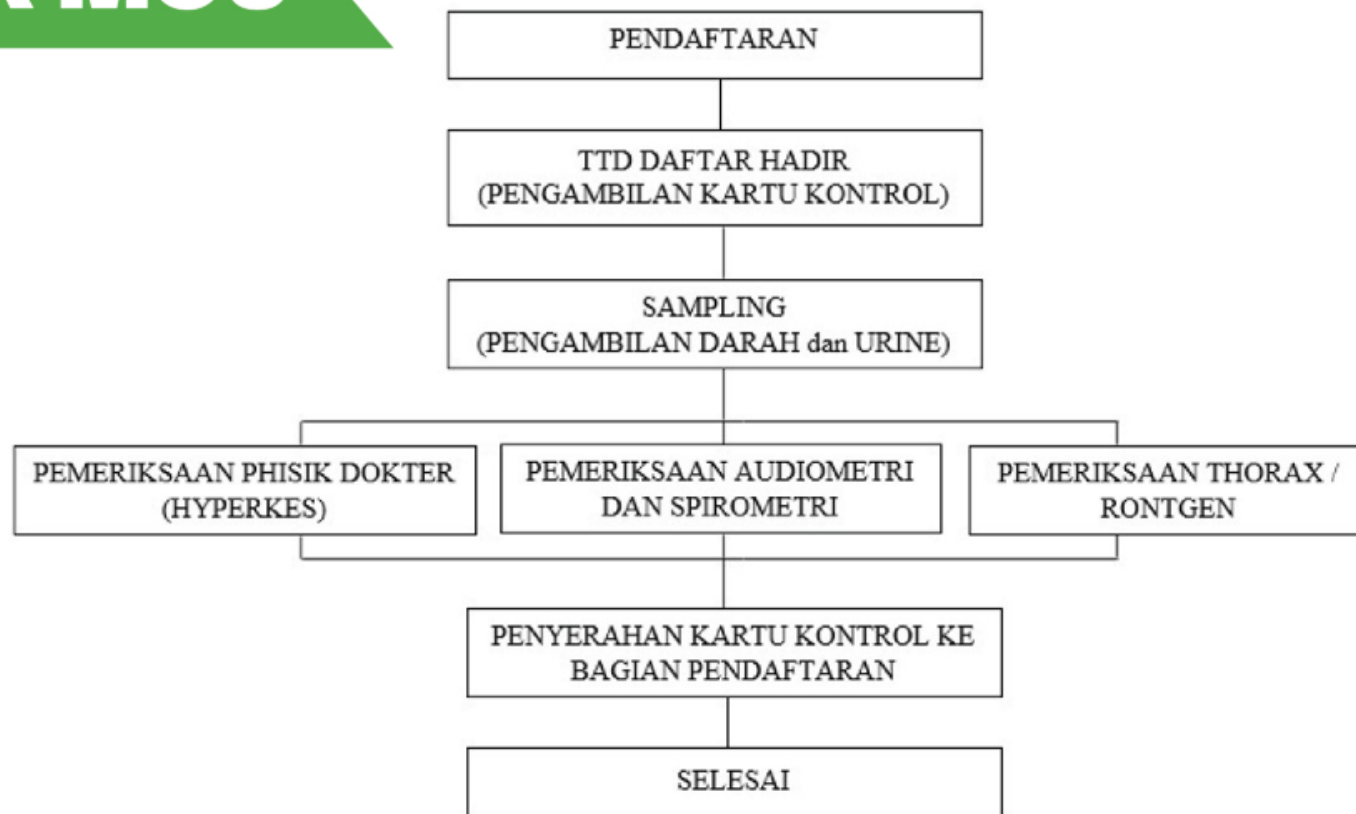 PENDAFTARAN
TTD DAFTAR HADIR
(PENGAMBILAN KARTU KONTROL)
SAMPLING
(PENGAMBILAN DARAH dan URINE)
PEMERIKSAAN PHISIK DOKTER
(HYPERKES)
PEMERIKSAAN AUDIOMETRI
DAN SPIROMETRI
PEMERIKSAAN THORAX /
RONTGEN
PENYERAHAN KARTU KONTROL KE
BAGIAN PENDAFTARAN
SELESAI